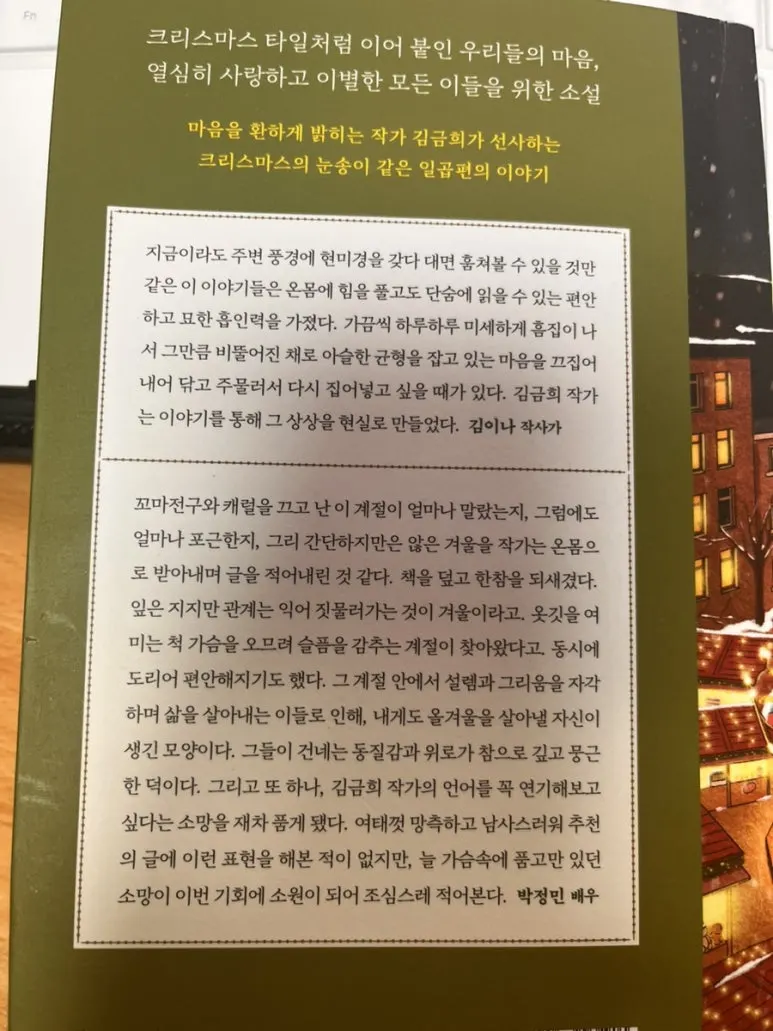 크리스마스 타일처럼 이어 붙인 우리들의 마음,
열심히 사랑하고 이별한 모든 이들을 위한 소설
마음을 환하게 밝히는 작가 김금희가 선사하는
크리스마스의 눈송이 같은 일곱편의 이야기
지금이라도 주변 풍경에 현미경을 갖다 대면 훔쳐볼 수 있을 것만
같은 이 이야기들은 온몸에 힘을 풀고도 단숨에 읽을 수 있는 편안
하고 묘한 흡인력을 가졌다. 가끔씩 하루하루 미세하게 흠집이 나
서 그만큼 비뚤어진 채로 아슬한 균형을 잡고 있는 마음을 끄집어
내어 닦고 주물러서 다시 집어넣고 싶을 때가 있다. 김금희 작가
는 이야기를 통해 그 상상을 현실로 만들었다. 김이나 작사가
꼬마전구와 캐럴을 끄고 난 이 계절이 얼마나 말랐는지, 그럼에도
얼마나 포근한지, 그리 간단하지만은 않은 겨울을 작가는 온몸으
로 받아내며 글을 적어내린 것 같다. 책을 덮고 한참을 되새겼다.
잎은 지지만 관계는 익어 짓물러가는 것이 겨울이라고. 옷깃을 여
미는 척 가슴을 오므려 슬픔을 감추는 계절이 찾아왔다고. 동시에
도리어 편안해지기도 했다. 그 계절 안에서 설렘과 그리움을 자각
하며 삶을 살아내는 이들로 인해, 내게도 올겨울을 살아낼 자신이
생긴 모양이다. 그들이 건네는 동질감과 위로가 참으로 깊고 뭉근
한 덕이다. 그리고 또 하나, 김금희 작가의 언어를 꼭 연기해보고
싶다는 소망을 재차 품게 됐다. 여태껏 망측하고 남사스러워 추천
의 글에 이런 표현을 해본 적이 없지만, 늘 가슴속에 품고만 있던
소망이 이번 기회에 소원이 되어 조심스레 적어본다. 박정민 배우